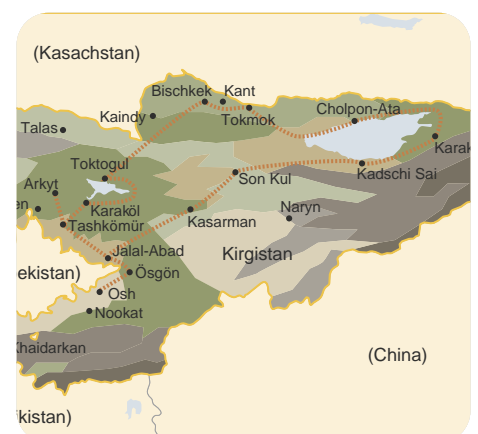 (Kasachstan)
Bischkek
Kant
Kaindy
Tokmok
Cholpon-Ata
Talas
Karak
Toktogul
Kadschi Sai
Arkyt
Son Kul
en
Karaköl
Naryn
Tashkömür
Kasarman
Jalal-Abad
Kirgistan
ekistan)
Ösgön
Osh
Nookat
Khaidarkan
(China)
kistan)